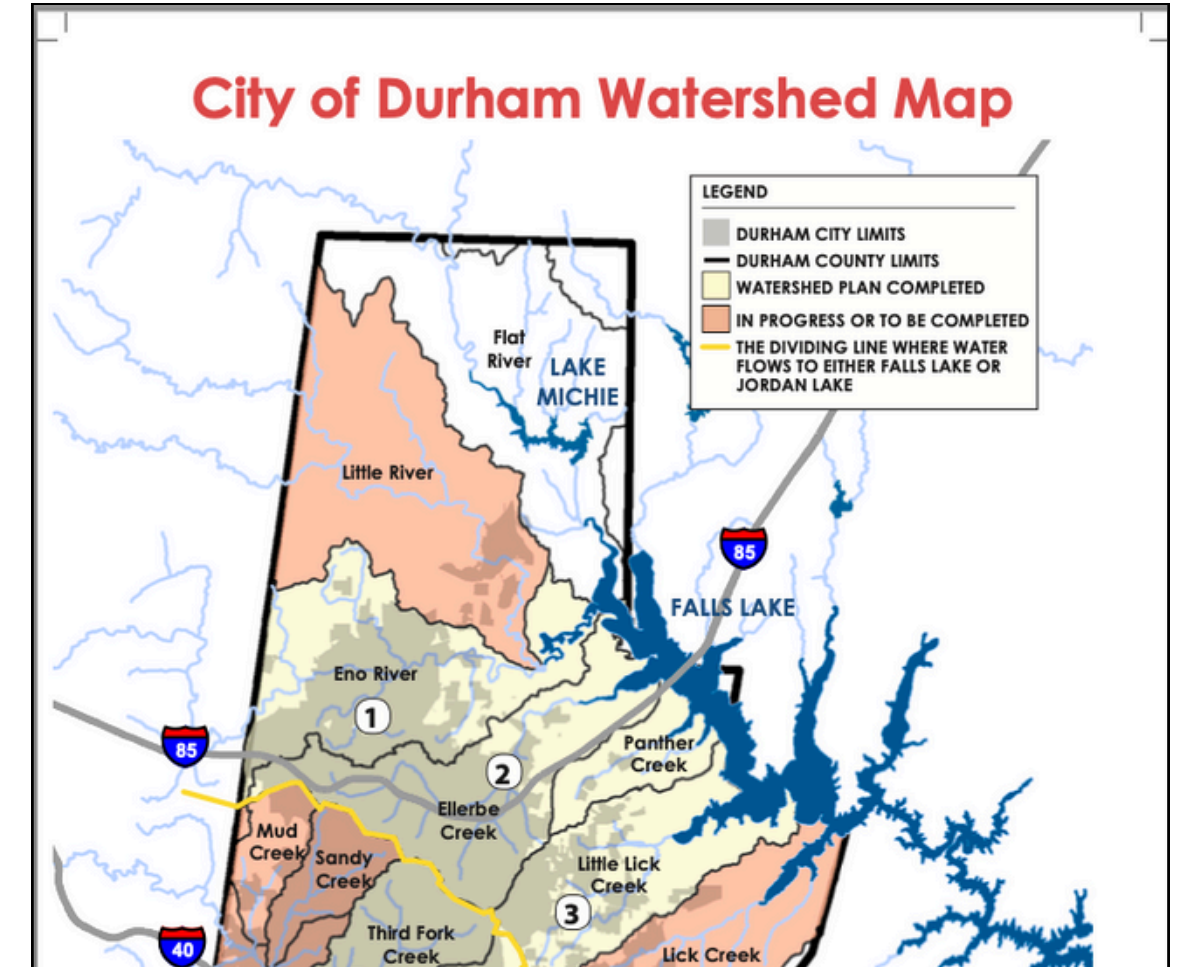 City of Durham Watershed Map
LEGEND
DURHAM CITY LIMITS
DURHAM COUNTY LIMITS
WATERSHED PLAN COMPLETED
IN PROGRESS OR TO BE COMPLETED
THE DIVIDING LINE WHERE WATER
FLOWS TO EITHER FALLS LAKE OR
JORDAN LAKE
Flat
River
LAKE
MICHIE
Little River
85
FALLS LAKE
Eno River
1
85
2
Panther
Creek
Ellerbe
Creek
Mud
Creek
Sandy
Creek
Little Lick
Creek
3
Third Fork
Creek
40
Lick Creek